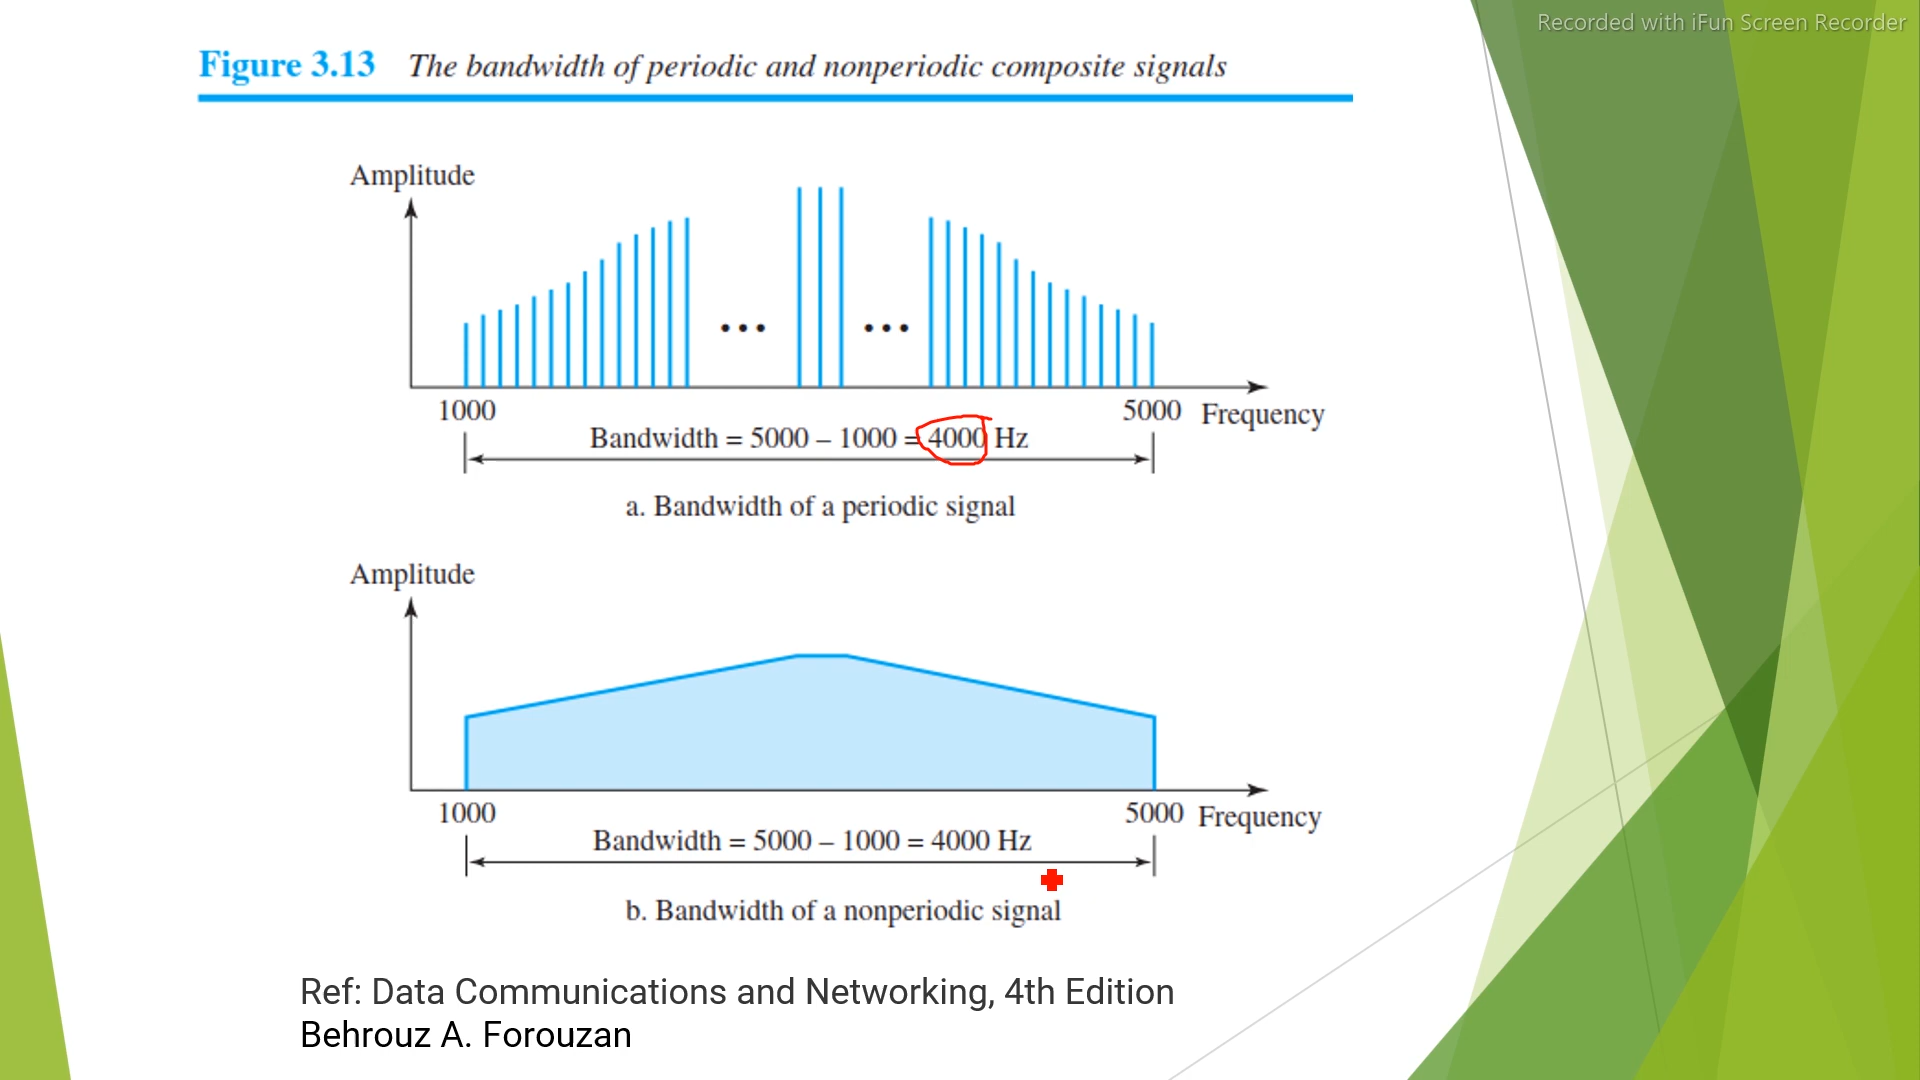 Recorded with iFun Screen Recorder
Figure 3.13 The bandwidth of periodic and nonperiodic composite signals
Amplitude
... ...
1000 5000 Frequency
Bandwidth = 5000 – 1000 = 4000 Hz
a. Bandwidth of a periodic signal
Amplitude
1000 5000 Frequency
Bandwidth = 5000 – 1000 = 4000 Hz
b. Bandwidth of a nonperiodic signal
Ref: Data Communications and Networking, 4th Edition
Behrouz A. Forouzan